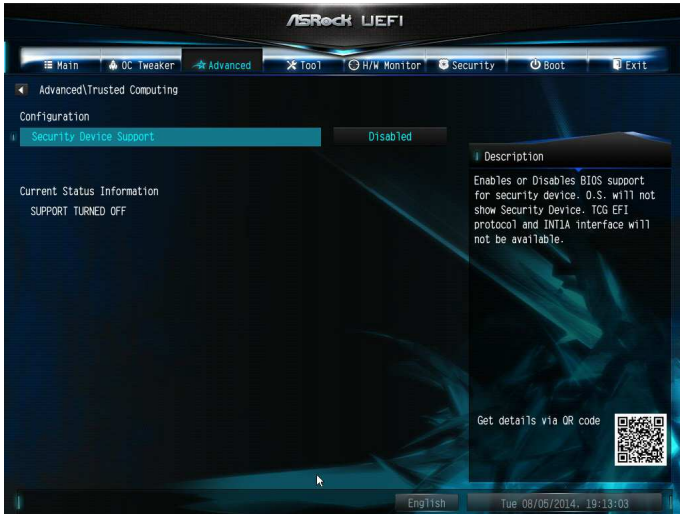 ASRock UEFI
Main OC Tweaker Advanced Tool H/W Monitor Security Boot Exit
Advanced\Trusted Computing
Configuration
Security Device Support Disabled
Current Status Information
SUPPORT TURNED OFF
Description
Enables or Disables BIOS support
for security device. O.S. will not
show Security Device. TCG EFI
protocol and INT1A interface will
not be available.
Get details via QR code
English Tue 08/05/2014. 19:13:03